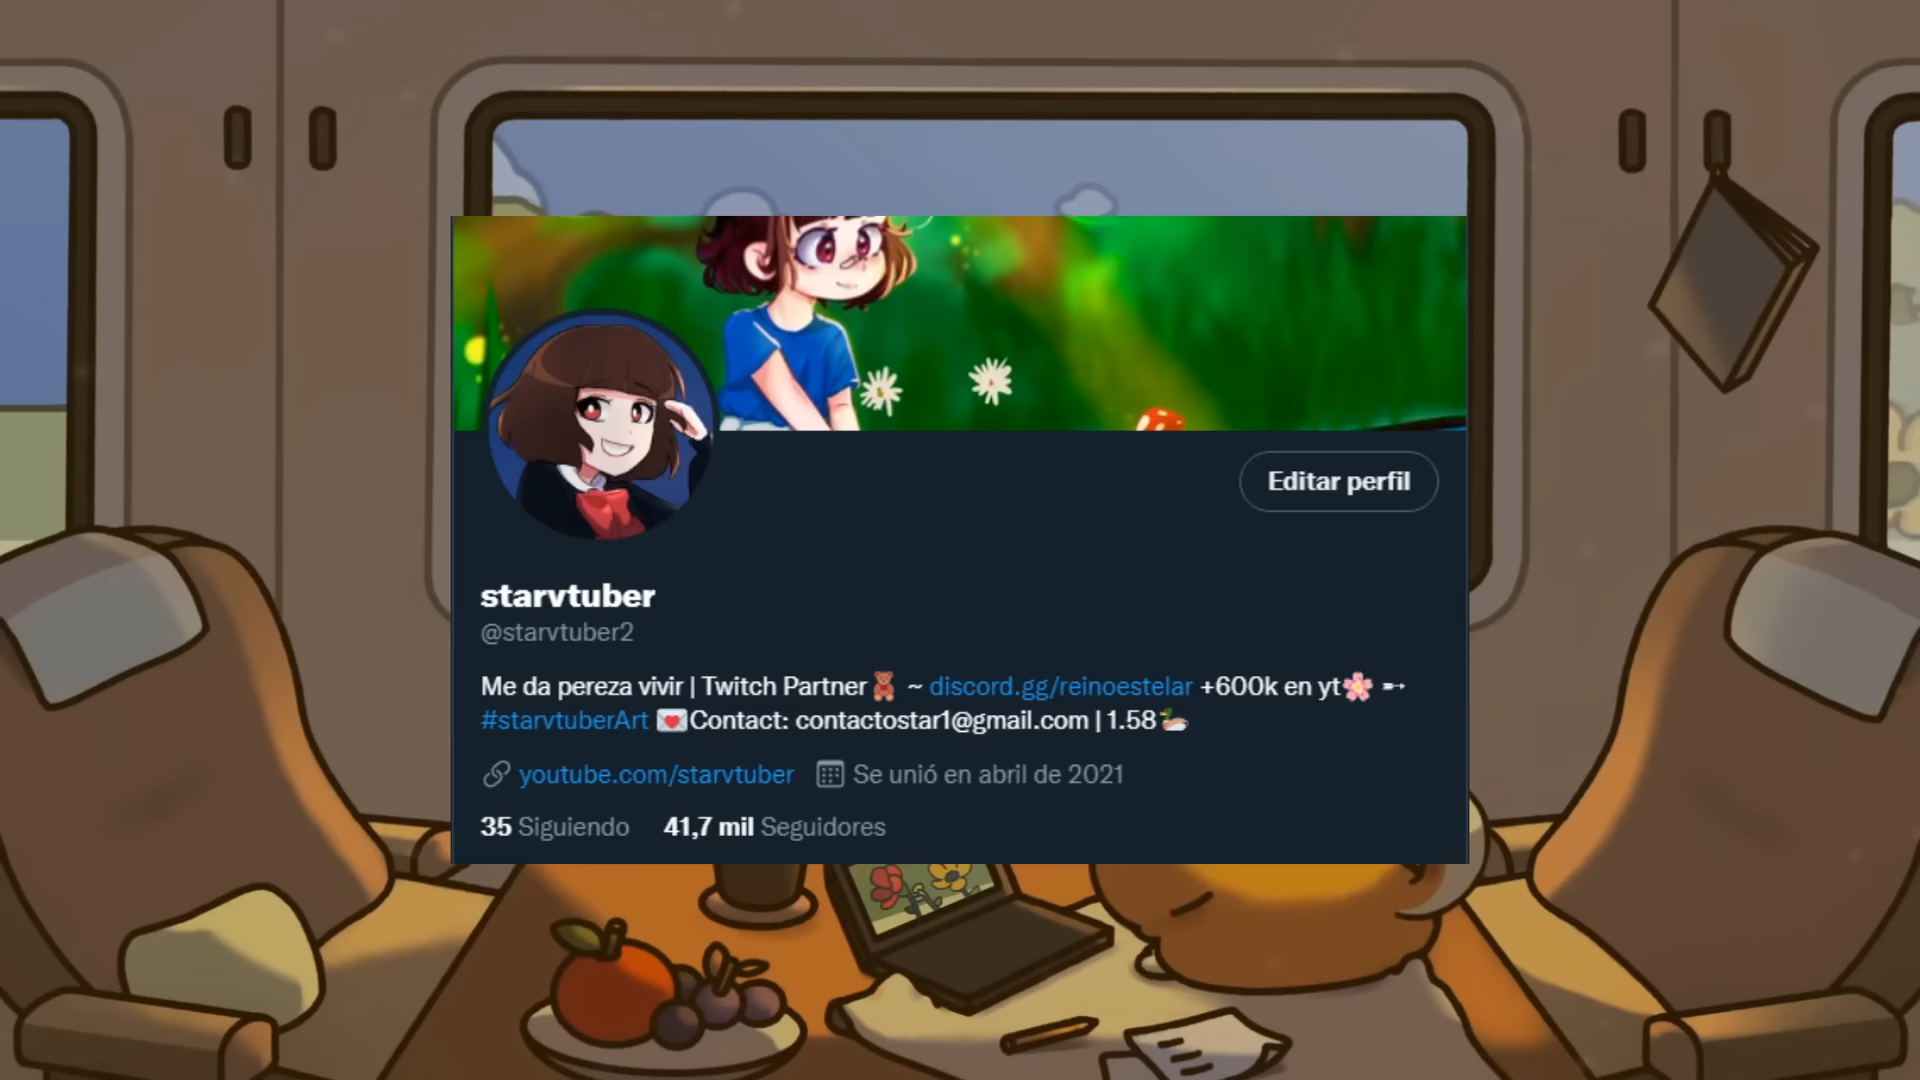 Editar perfil
starvtuber
@starvtuber2
Me da pereza vivir | Twitch Partner🧸 ~ discord.gg/reinoestelar +600k en yt🌸 ➸
#starvtuberArt 💌Contact: contactostar1@gmail.com | 1.58🦆
youtube.com/starvtuber Se unió en abril de 2021
35 Siguiendo 41,7 mil Seguidores